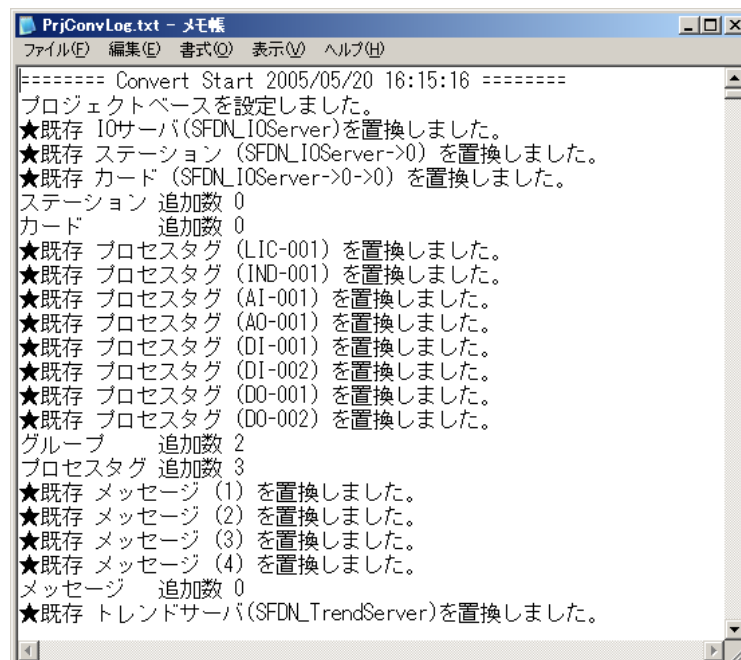 PrjConvLog.txt - メモ帳
ファイル(F) 編集(E) 書式(O) 表示(V) ヘルプ(H)
======== Convert Start 2005/05/20 16:15:16 ========
プロジェクトベースを設定しました。
★既存 IOサーバ(SFDN_IOServer)を置換しました。
★既存 ステーション (SFDN_IOServer->0) を置換しました。
★既存 カード (SFDN_IOServer->0->0) を置換しました。
ステーション 追加数 0
カード 追加数 0
★既存 プロセスタグ (LIC-001) を置換しました。
★既存 プロセスタグ (IND-001) を置換しました。
★既存 プロセスタグ (AI-001) を置換しました。
★既存 プロセスタグ (AO-001) を置換しました。
★既存 プロセスタグ (DI-001) を置換しました。
★既存 プロセスタグ (DI-002) を置換しました。
★既存 プロセスタグ (DO-001) を置換しました。
★既存 プロセスタグ (DO-002) を置換しました。
グループ 追加数 2
プロセスタグ 追加数 3
★既存 メッセージ (1) を置換しました。
★既存 メッセージ (2) を置換しました。
★既存 メッセージ (3) を置換しました。
★既存 メッセージ (4) を置換しました。
メッセージ 追加数 0
★既存 トレンドサーバ(SFDN_TrendServer)を置換しました。